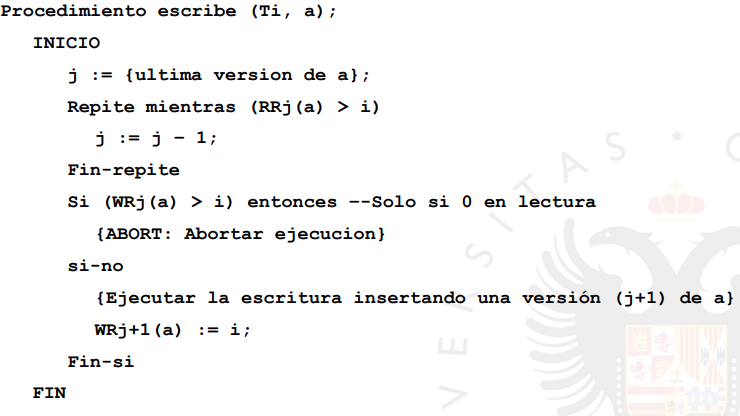 Procedimiento escribe (Ti, a);
INICIO
j := {ultima version de a};
Repite mientras (RRj(a) > i)
j := j – 1;
Fin-repite
Si (WRj(a) > i) entonces --Solo si 0 en lectura
{ABORT: Abortar ejecucion}
si-no
{Ejecutar la escritura insertando una versión (j+1) de a}
WRj+1(a) := i;
Fin-si
FIN
VERSITAS • C